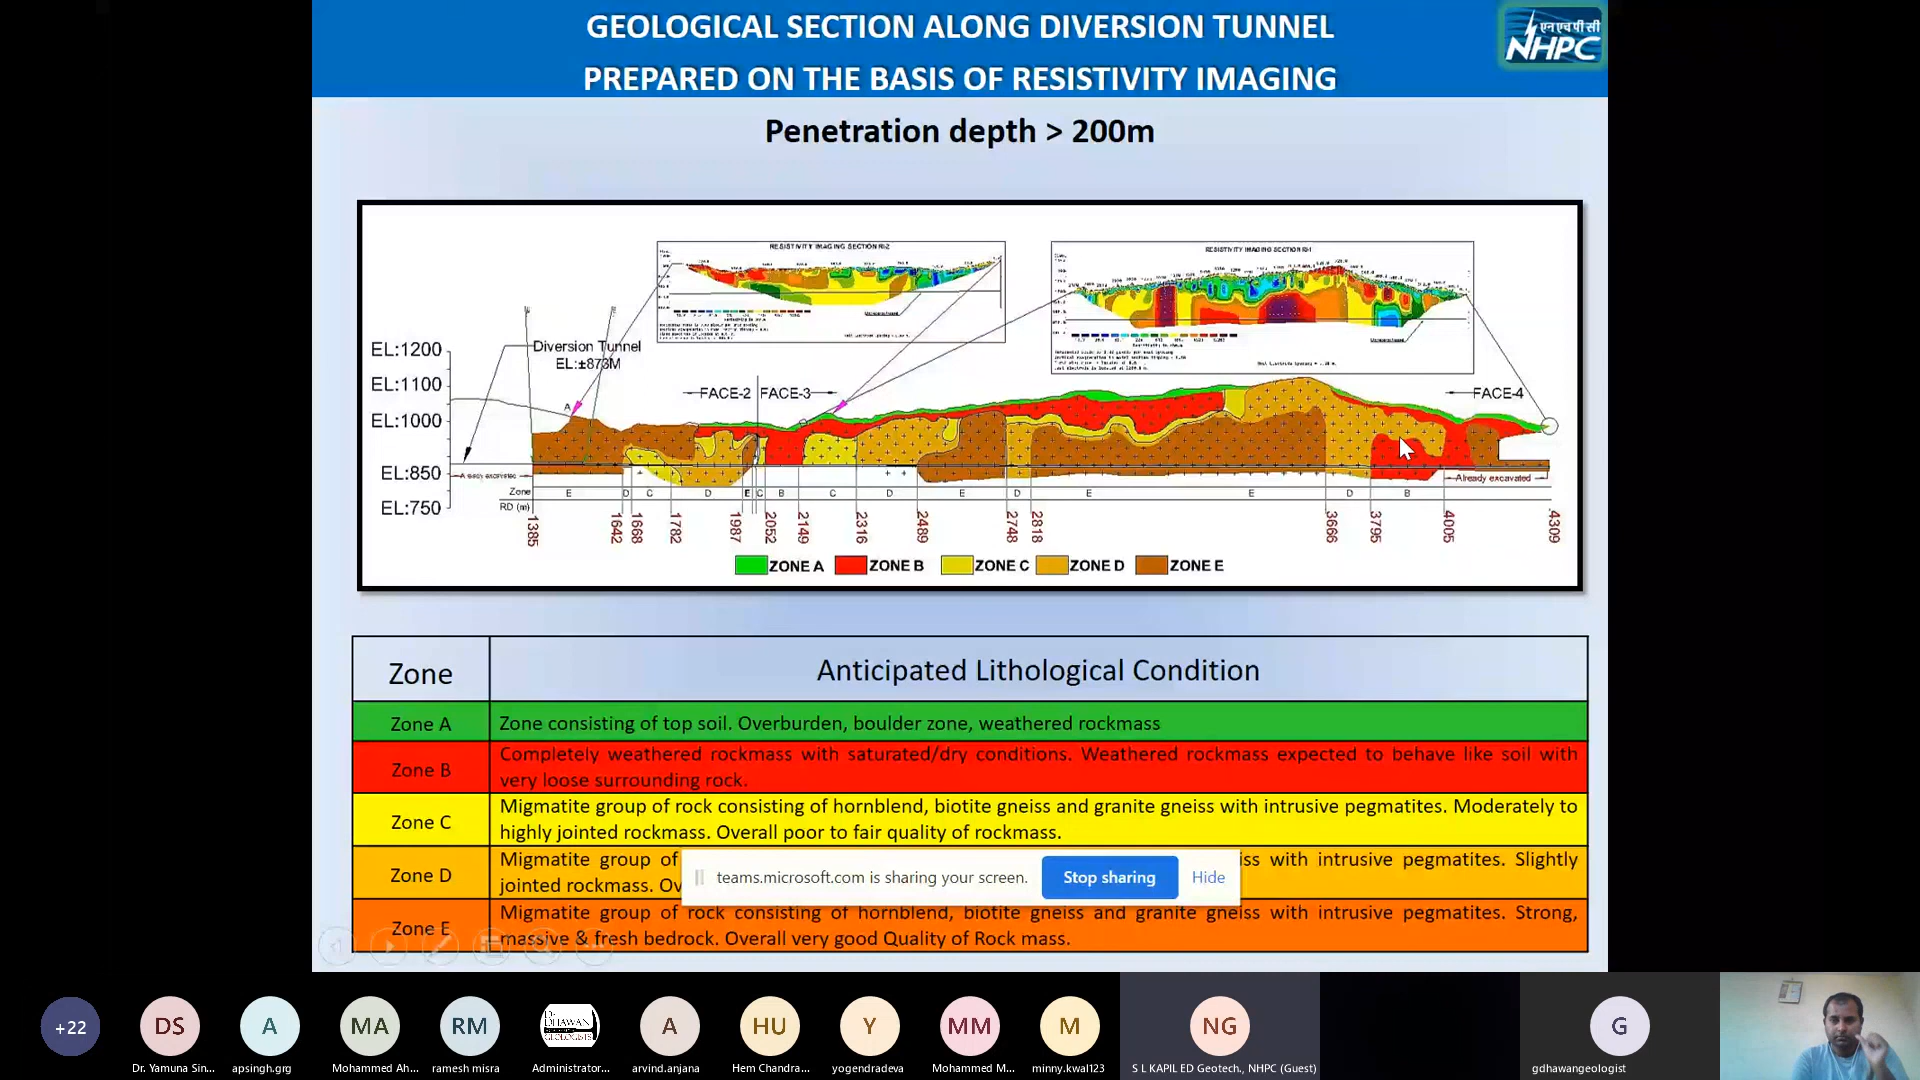 GEOLOGICAL SECTION ALONG DIVERSION TUNNEL
PREPARED ON THE BASIS OF RESISTIVITY IMAGING
एन एच पी सी
NHPC
Penetration depth > 200m
RESISTIVITY IMAGING SECTION
RESISTIVITY IMAGING SECTION
Diversion Tunnel
EL:±873M
EL:1200
EL:1100
EL:1000
EL:850
EL:750
A
FACE-2
FACE-3
FACE-4
Already excavated
Already excavated
Zone
E D C D E C B C D E D E E D B
RD (m)
1385 1642 1668 1782 1987 2052 2149 2316 2489 2748 2818 3666 3795 4005 4309
ZONE A ZONE B ZONE C ZONE D ZONE E
Zone
Anticipated Lithological Condition
Zone A
Zone consisting of top soil. Overburden, boulder zone, weathered rockmass
Zone B
Completely weathered rockmass with saturated/dry conditions. Weathered rockmass expected to behave like soil with
very loose surrounding rock.
Zone C
Migmatite group of rock consisting of hornblend, biotite gneiss and granite gneiss with intrusive pegmatites. Moderately to
highly jointed rockmass. Overall poor to fair quality of rockmass.
Zone D
Migmatite group of
with intrusive pegmatites. Slightly
jointed rockmass.
Zone E
Migmatite group of rock consisting of hornblend, biotite gneiss and granite gneiss with intrusive pegmatites. Strong,
massive & fresh bedrock. Overall very good Quality of Rock mass.
teams.microsoft.com is sharing your screen.
Stop sharing
Hide
+22
DS
A
MA
RM
Dr. DHAWAN
GEOLOGISTS
A
HU
Y
MM
M
NG
G
Dr. Yamuna Sin...
apsingh.grg
Mohammed Ah...
ramesh misra
Administrator...
arvind.anjana
Hem Chandra...
yogendradeva
Mohammed M...
minny.kwal123
S L KAPIL ED Geotech., NHPC (Guest)
gdhawangeologist